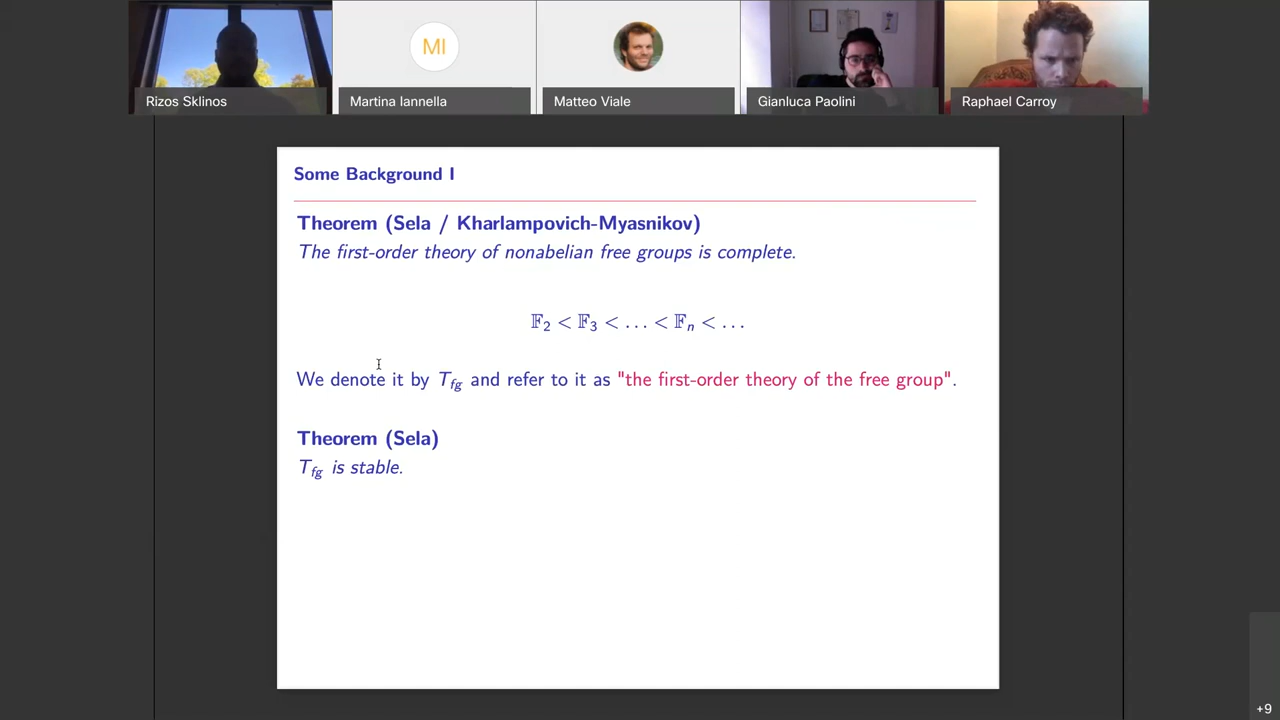 MI
Rizos Sklinos
Martina Iannella
Matteo Viale
Gianluca Paolini
Raphael Carroy
Some Background I
Theorem (Sela / Kharlampovich-Myasnikov)
The first-order theory of nonabelian free groups is complete.
𝔽₂ < 𝔽₃ < … < 𝔽ₙ < …
We denote it by T_fg and refer to it as "the first-order theory of the free group".
Theorem (Sela)
T_fg is stable.
+9